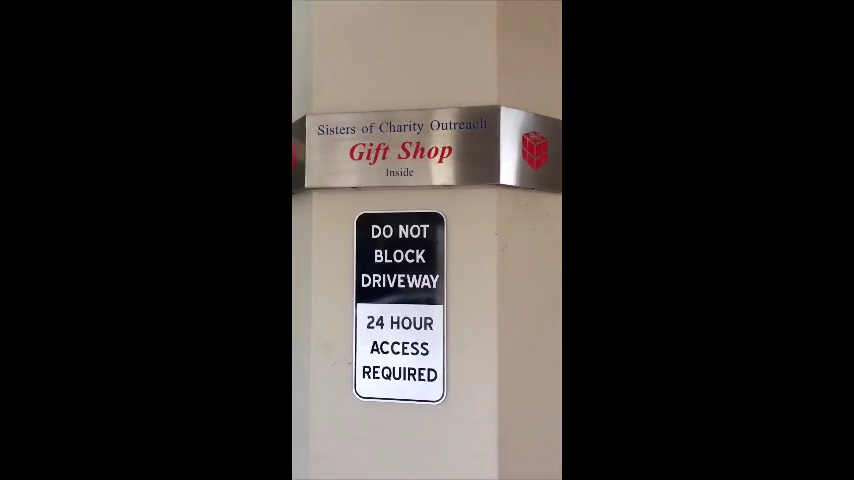 Sisters of Charity Outreach
Gift Shop
Inside
DO NOT
BLOCK
DRIVEWAY
24 HOUR
ACCESS
REQUIRED